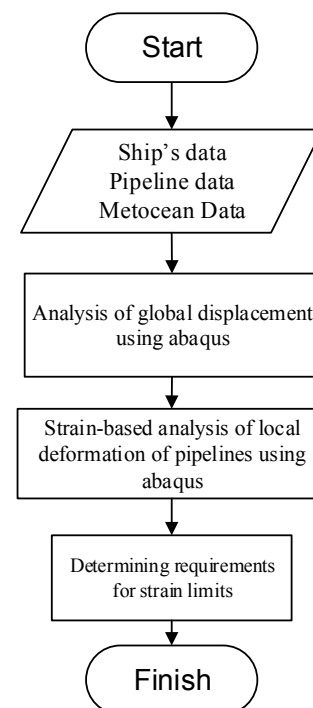 Start
Ship's data
Pipeline data
Metocean Data
Analysis of global displacement
using abaqus
Strain-based analysis of local
deformation of pipelines using
abaqus
Determining requirements
for strain limits
Finish